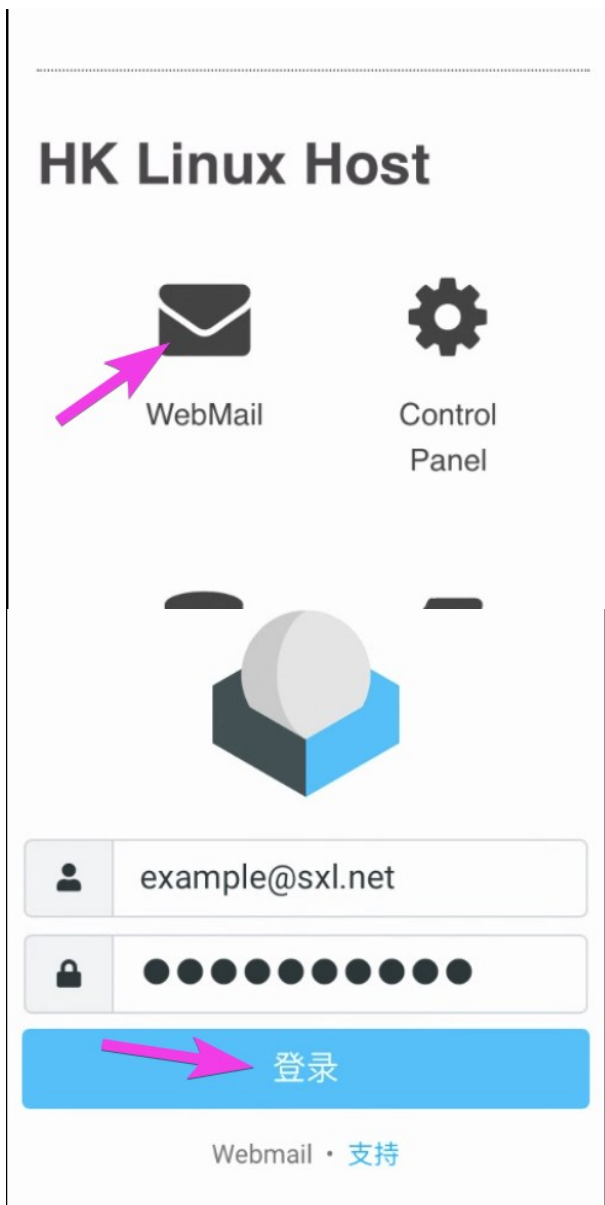 HK Linux Host
WebMail
Control
Panel
example@sxl.net
●●●●●●●●●●
登录
Webmail • 支持